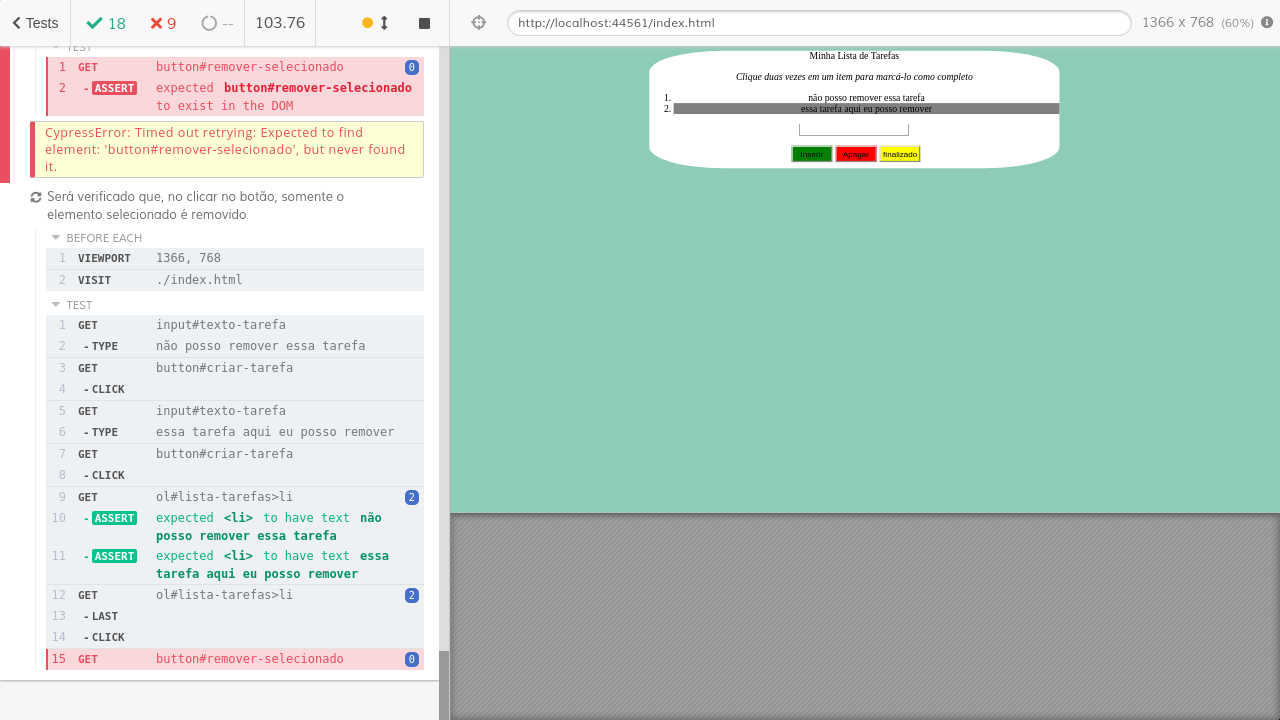 Tests
18
9
--
103.76
http://localhost:44561/index.html
1366 x 768 (60%)
TEST
1 GET button#remover-selecionado 0
2 - ASSERT expected button#remover-selecionado
to exist in the DOM
CypressError: Timed out retrying: Expected to find
element: 'button#remover-selecionado', but never found
it.
Será verificado que, no clicar no botão, somente o
elemento selecionado é removido
BEFORE EACH
1 VIEWPORT 1366, 768
2 VISIT ./index.html
TEST
1 GET input#texto-tarefa
2 - TYPE não posso remover essa tarefa
3 GET button#criar-tarefa
4 - CLICK
5 GET input#texto-tarefa
6 - TYPE essa tarefa aqui eu posso remover
7 GET button#criar-tarefa
8 - CLICK
9 GET ol#lista-tarefas>li 2
10 - ASSERT expected <li> to have text não
posso remover essa tarefa
11 - ASSERT expected <li> to have text essa
tarefa aqui eu posso remover
12 GET ol#lista-tarefas>li 2
13 - LAST
14 - CLICK
15 GET button#remover-selecionado 0
Minha Lista de Tarefas
Clique duas vezes em um item para marcá-lo como completo
1. não posso remover essa tarefa
2. essa tarefa aqui eu posso remover
Inserir Apagar finalizado